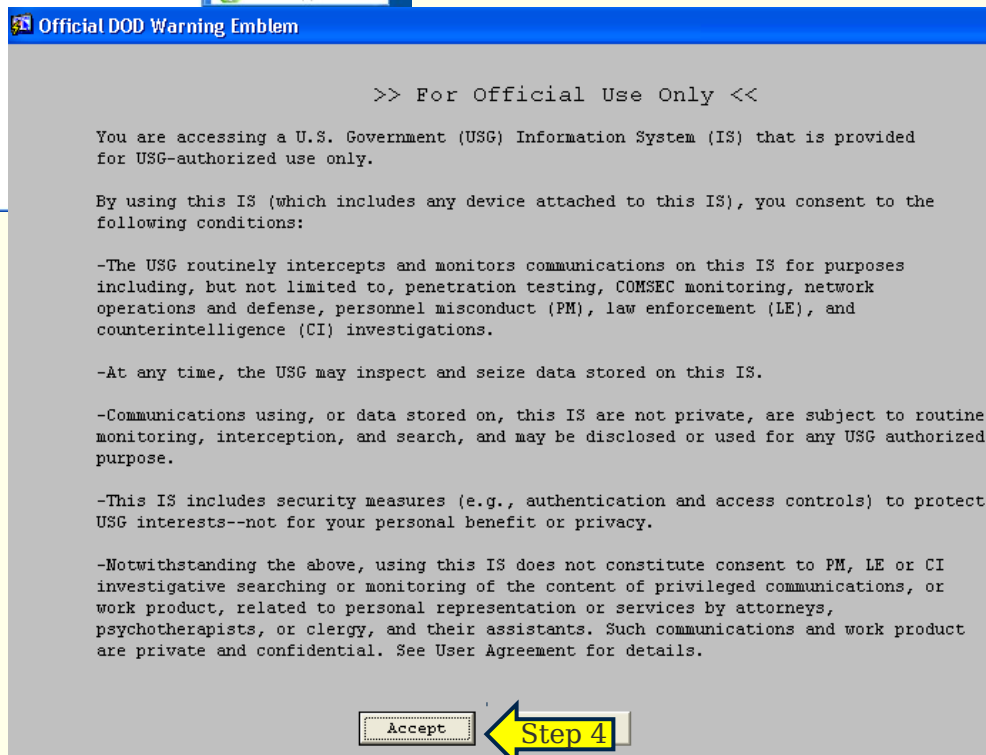 Official DOD Warning Emblem
>> For Official Use Only <<
You are accessing a U.S. Government (USG) Information System (IS) that is provided
for USG-authorized use only.
By using this IS (which includes any device attached to this IS), you consent to the
following conditions:
-The USG routinely intercepts and monitors communications on this IS for purposes
including, but not limited to, penetration testing, COMSEC monitoring, network
operations and defense, personnel misconduct (PM), law enforcement (LE), and
counterintelligence (CI) investigations.
-At any time, the USG may inspect and seize data stored on this IS.
-Communications using, or data stored on, this IS are not private, are subject to routine
monitoring, interception, and search, and may be disclosed or used for any USG authorized
purpose.
-This IS includes security measures (e.g., authentication and access controls) to protect
USG interests--not for your personal benefit or privacy.
-Notwithstanding the above, using this IS does not constitute consent to PM, LE or CI
investigative searching or monitoring of the content of privileged communications, or
work product, related to personal representation or services by attorneys,
psychotherapists, or clergy, and their assistants. Such communications and work product
are private and confidential. See User Agreement for details.
Accept
Step 4